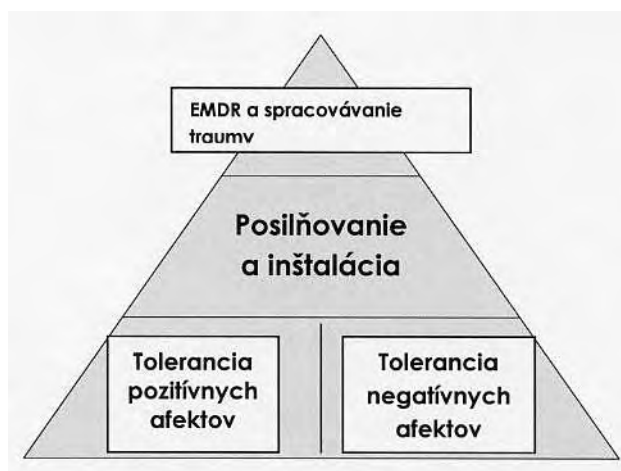 EMDR a spracovávanie
traumy
Posilňovanie
a inštalácia
Tolerancia
pozitívnych
afektov
Tolerancia
negatívnych
afektov